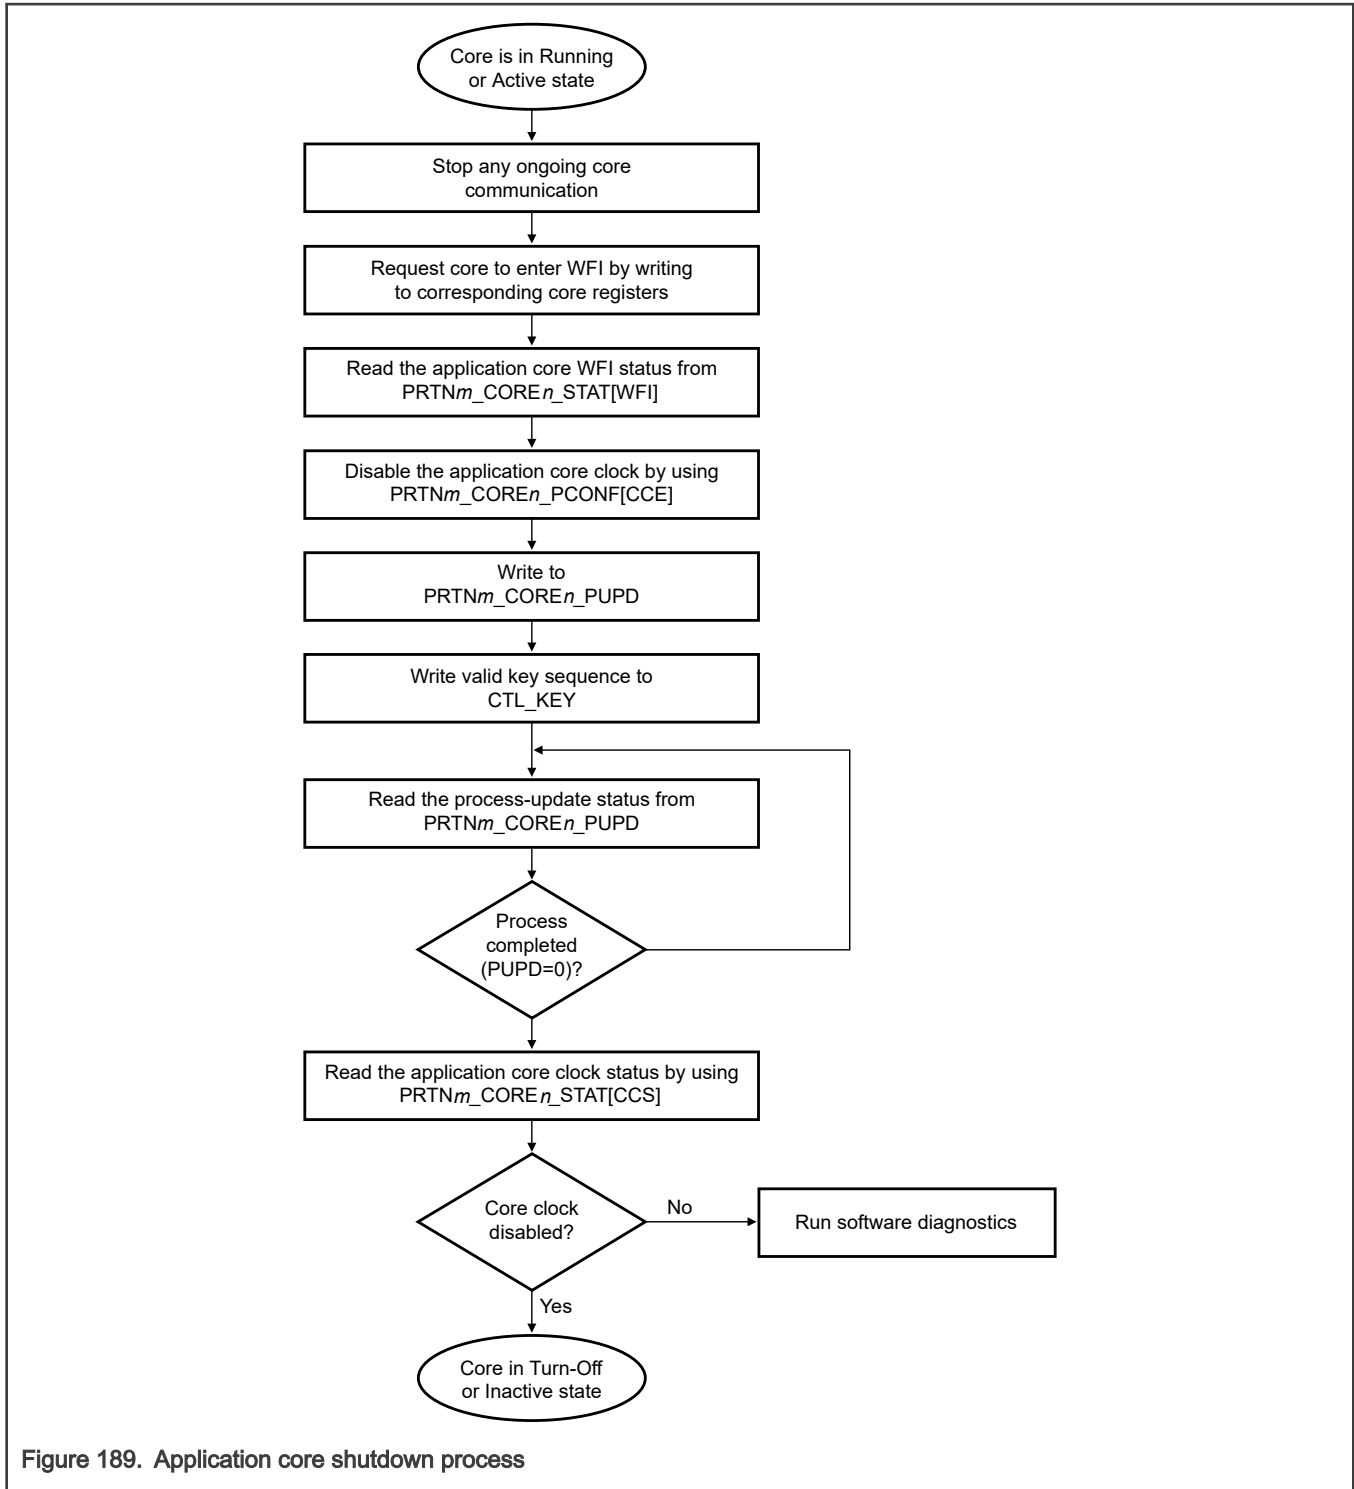 Core is in Running
or Active state
Stop any ongoing core
communication
Request core to enter WFI by writing
to corresponding core registers
Read the application core WFI status from
PRTNm_COREn_STAT[WFI]
Disable the application core clock by using
PRTNm_COREn_PCONF[CCE]
Write to
PRTNm_COREn_PUPD
Write valid key sequence to
CTL_KEY
Read the process-update status from
PRTNm_COREn_PUPD
Process
completed
(PUPD=0)?
Read the application core clock status by using
PRTNm_COREn_STAT[CCS]
Core clock
disabled?
No
Run software diagnostics
Yes
Core in Turn-Off
or Inactive state
Figure 189. Application core shutdown process